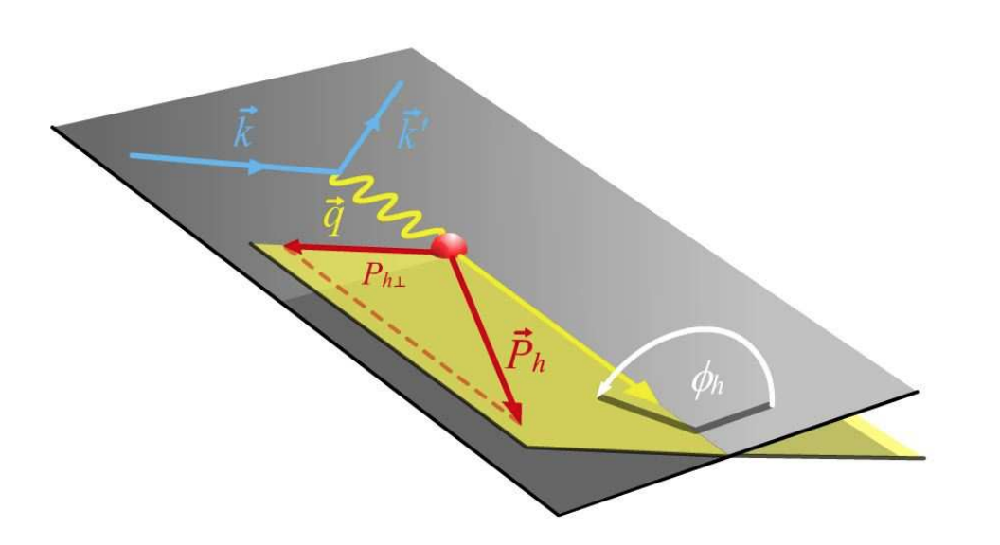 k⃗
k⃗'
q⃗
P_{h⊥}
P⃗_h
ϕ_h